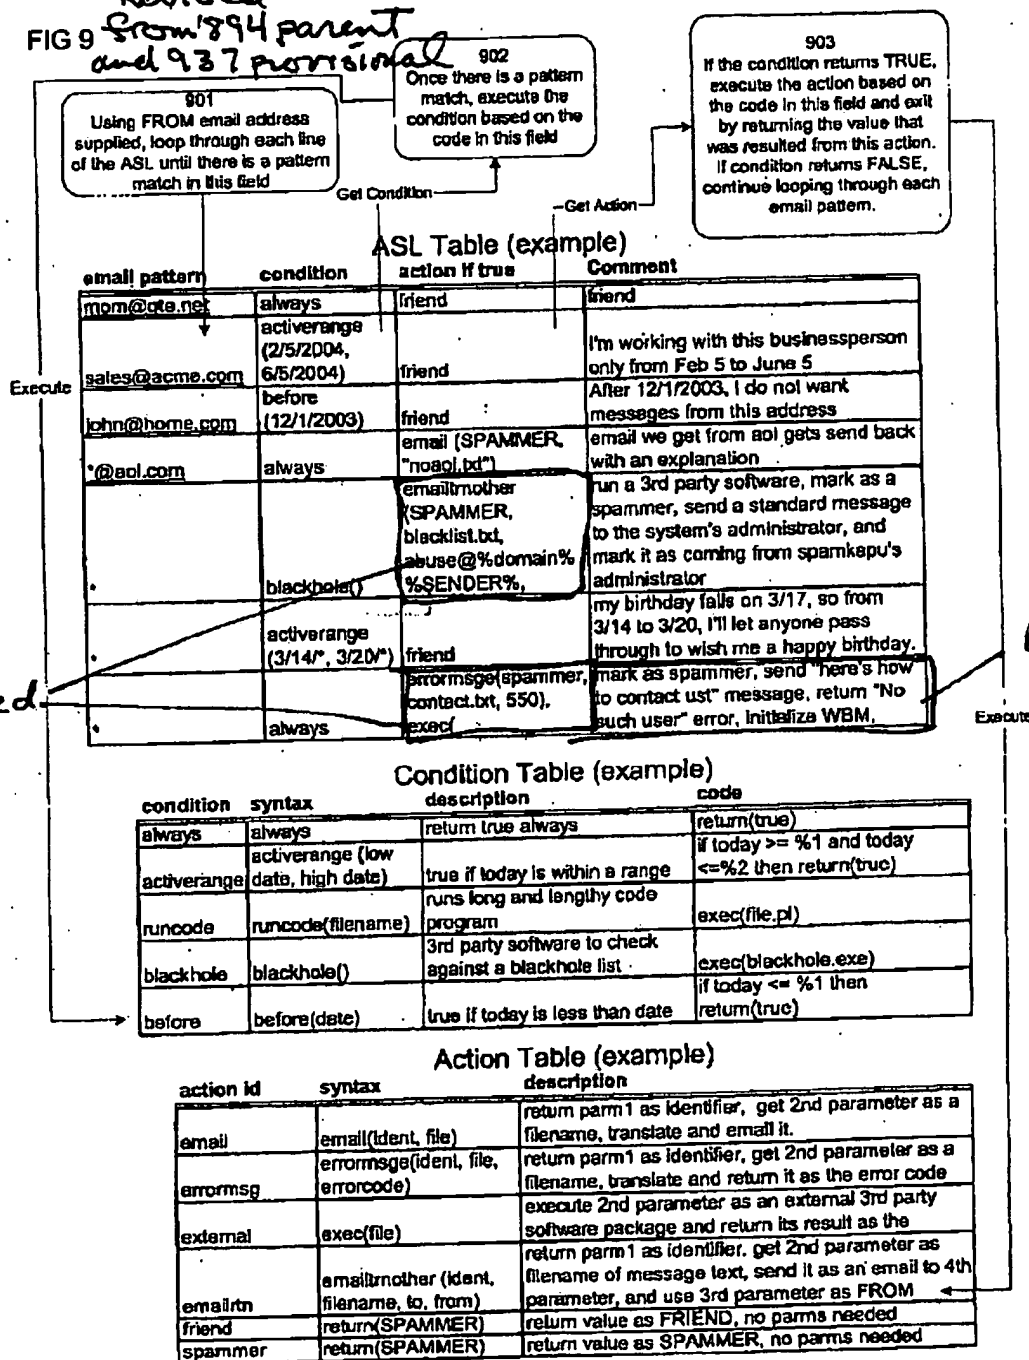 Revised
FIG 9 from '894 parent
and 937 provisional
901
Using FROM email address
supplied, loop through each line
of the ASL until there is a pattern
match in this field
902
Once there is a pattern
match, execute the
condition based on the
code in this field
903
If the condition returns TRUE,
execute the action based on
the code in this field and exit
by returning the value that
was resulted from this action.
If condition returns FALSE,
continue looping through each
email pattern.
Get Condition
Get Action
Execute
Execute
ASL Table (example)
email pattern condition action if true Comment
mom@gte.net always friend friend
sales@acme.com activerange
(2/5/2004,
6/5/2004) friend I'm working with this businessperson
only from Feb 5 to June 5
john@home.com before
(12/1/2003) friend After 12/1/2003, I do not want
messages from this address
*@aol.com always email (SPAMMER,
"noaol.txt") email we get from aol gets send back
with an explanation
* blackhole() emailtrnother
(SPAMMER,
blacklist.txt,
abuse@%domain%
%SENDER%, run a 3rd party software, mark as a
spammer, send a standard message
to the system's administrator, and
mark it as coming from spamkapu's
administrator
* activerange
(3/14/*, 3/20/*) friend my birthday falls on 3/17, so from
3/14 to 3/20, I'll let anyone pass
through to wish me a happy birthday.
* always errormsge(spammer,
contact.txt, 550),
exec( mark as spammer, send "here's how
to contact ust" message, return "No
such user" error, Initialize WBM,
Condition Table (example)
condition syntax description code
always always return true always return(true)
activerange activerange (low
date, high date) true if today is within a range if today >= %1 and today
<=%2 then return(true)
runcode runcode(filename) runs long and lengthy code
program exec(file.pl)
blackhole blackhole() 3rd party software to check
against a blackhole list exec(blackhole.exe)
before before(date) true if today is less than date if today <= %1 then
return(true)
Action Table (example)
action id syntax description
email email(ident, file) return parm1 as identifier, get 2nd parameter as a
filename, translate and email it.
errormsg errormsge(ident, file,
errorcode) return parm1 as identifier, get 2nd parameter as a
filename, translate and return it as the error code
external exec(file) execute 2nd parameter as an external 3rd party
software package and return its result as the
emailrtn emailtrnother (ident,
filename, to, from) return parm1 as identifier. get 2nd parameter as
filename of message text, send it as an email to 4th
parameter, and use 3rd parameter as FROM
friend return(SPAMMER) return value as FRIEND, no parms needed
spammer return(SPAMMER) return value as SPAMMER, no parms needed